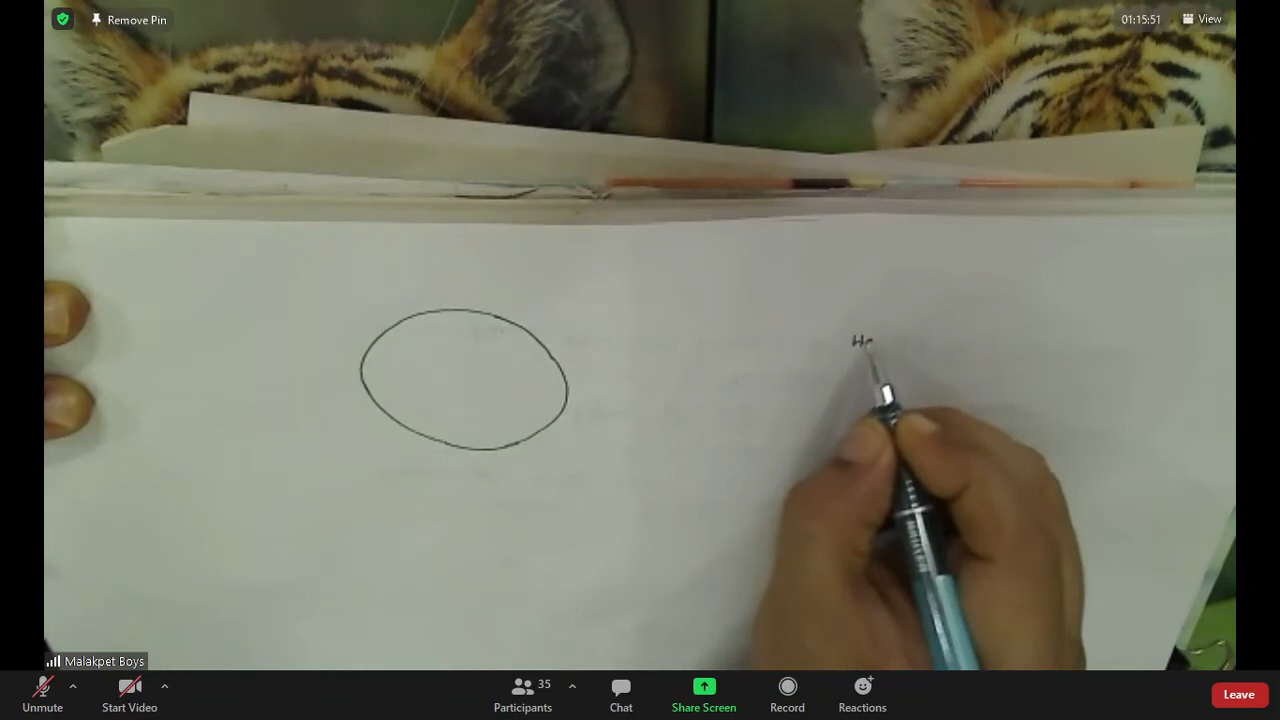 Remove Pin
01:15:51
View
He
Malakpet Boys
Unmute
Start Video
35
Participants
Chat
Share Screen
Record
Reactions
Leave